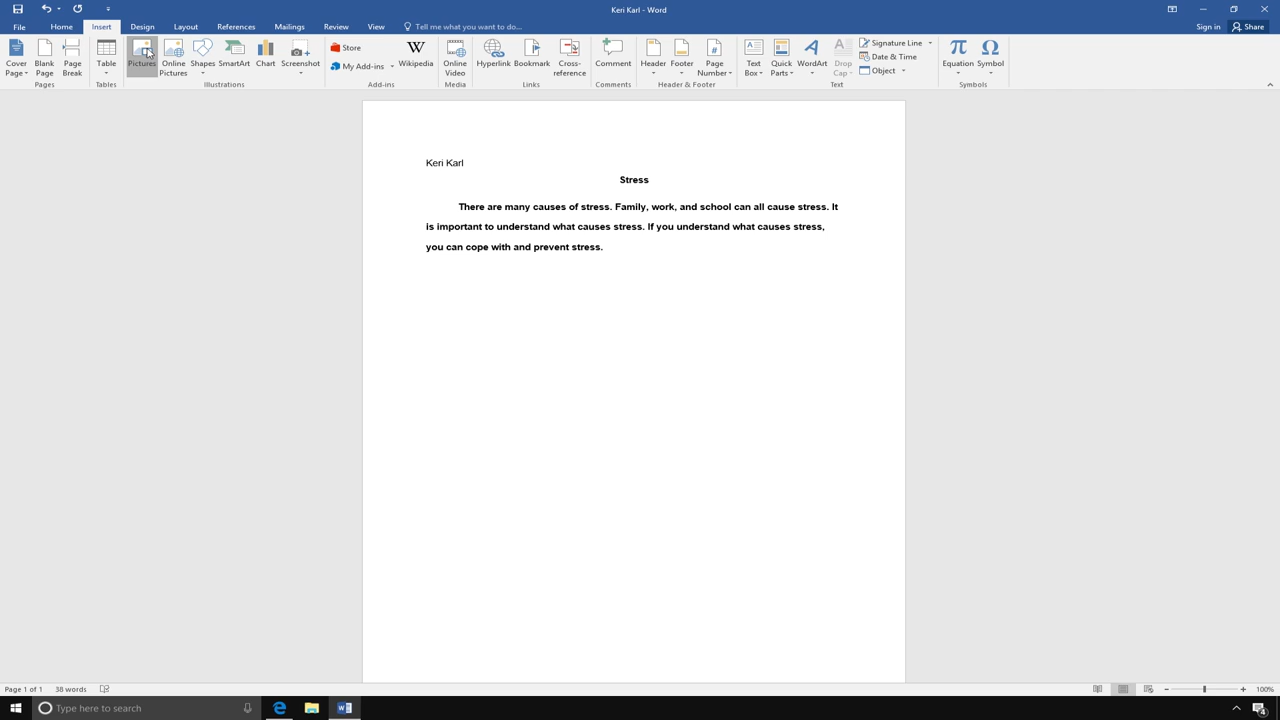 Keri Karl - Word
File Home Insert Design Layout References Mailings Review View Tell me what you want to do... Sign in Share
Cover Page Blank Page Page Break Table Pictures Online Pictures Shapes SmartArt Chart Screenshot Store My Add-ins W Wikipedia Online Video Hyperlink Bookmark Cross-reference Comment Header Footer # Page Number Text Box Quick Parts WordArt Drop Cap Signature Line Date & Time Object π Equation Ω Symbol
Pages Tables Illustrations Add-ins Media Links Comments Header & Footer Text Symbols
Keri Karl
Stress
There are many causes of stress. Family, work, and school can all cause stress. It
is important to understand what causes stress. If you understand what causes stress,
you can cope with and prevent stress.
Page 1 of 1 38 words 100%
Type here to search